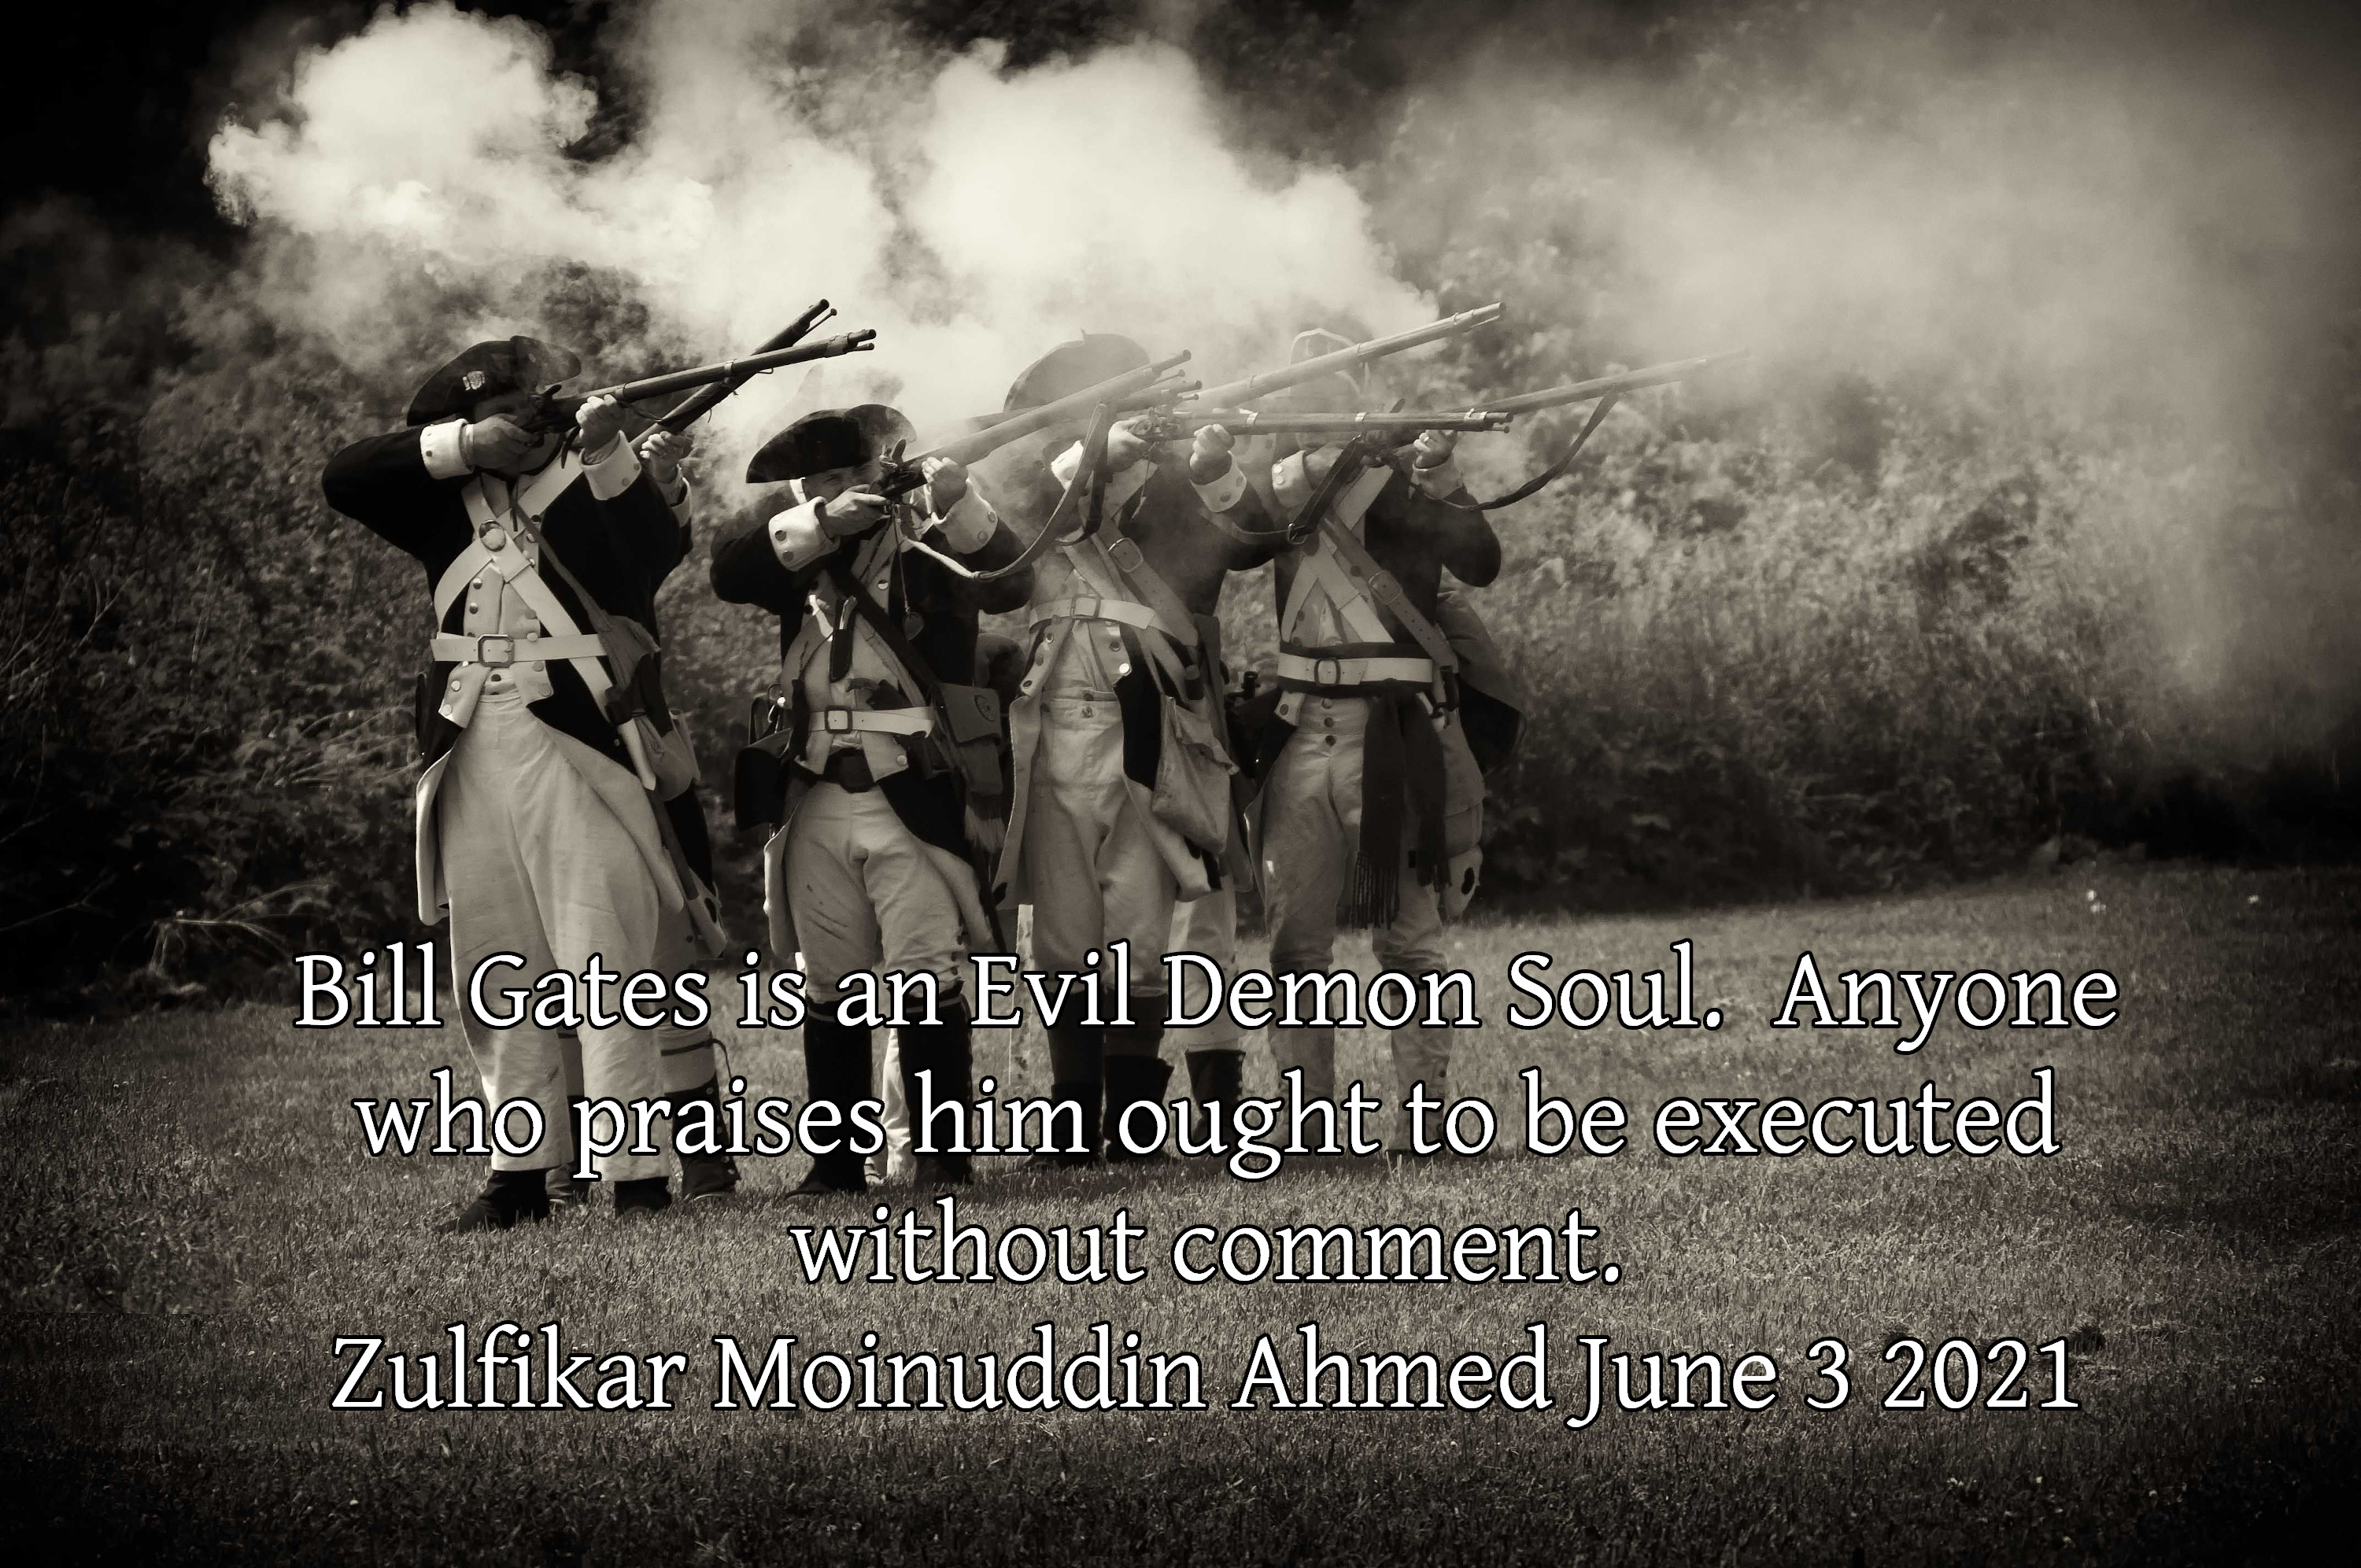 Bill Gates is an Evil Demon Soul.  Anyone
who praises him ought to be executed
without comment.
Zulfikar Moinuddin Ahmed June 3 2021